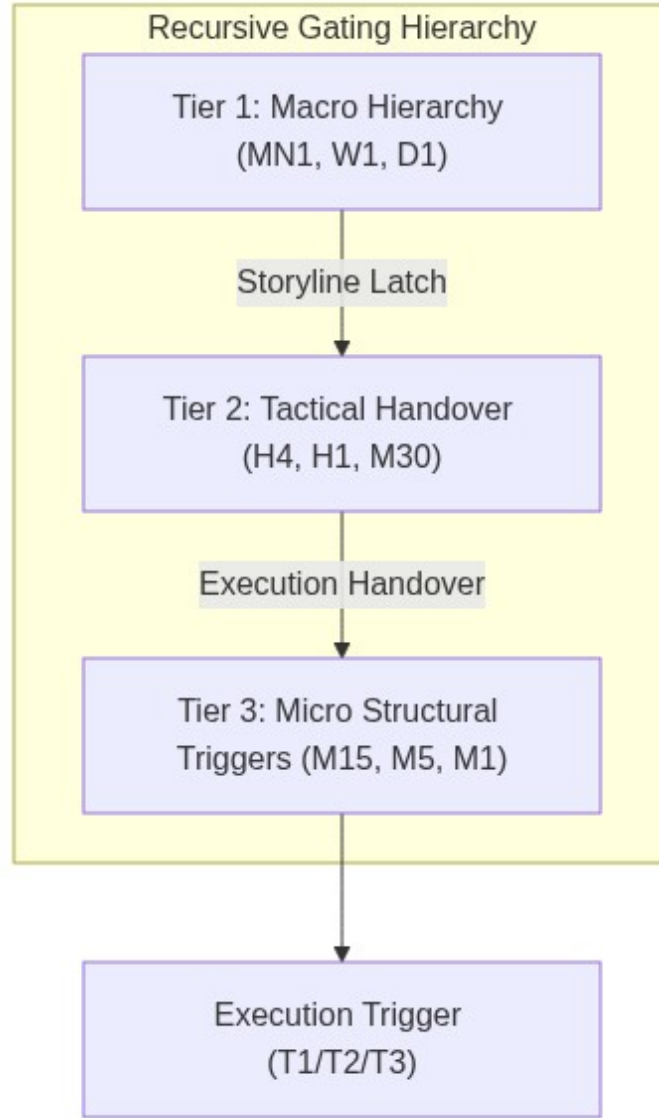 Recursive Gating Hierarchy
Tier 1: Macro Hierarchy
(MN1, W1, D1)
Storyline Latch
Tier 2: Tactical Handover
(H4, H1, M30)
Execution Handover
Tier 3: Micro Structural
Triggers (M15, M5, M1)
Execution Trigger
(T1/T2/T3)